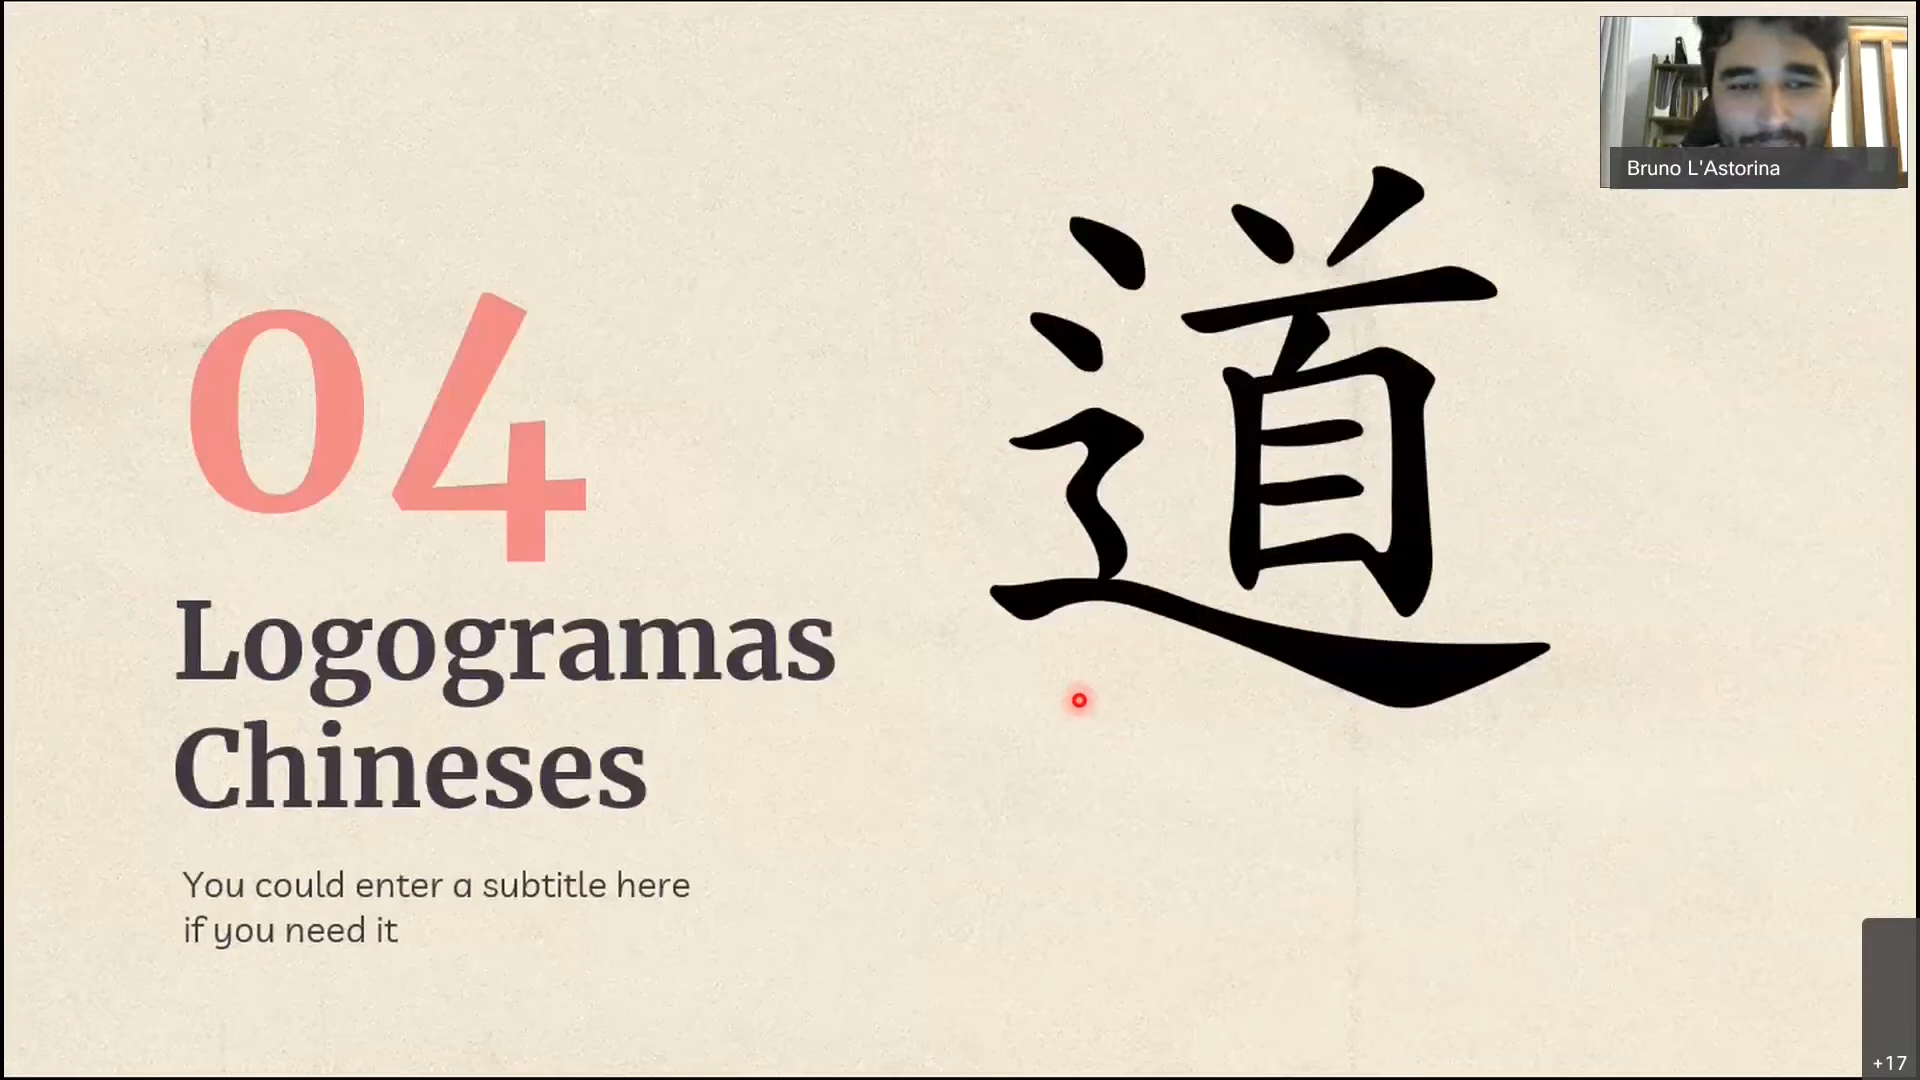 Bruno L'Astorina
道
04
Logogramas
Chineses
You could enter a subtitle here
if you need it
+17